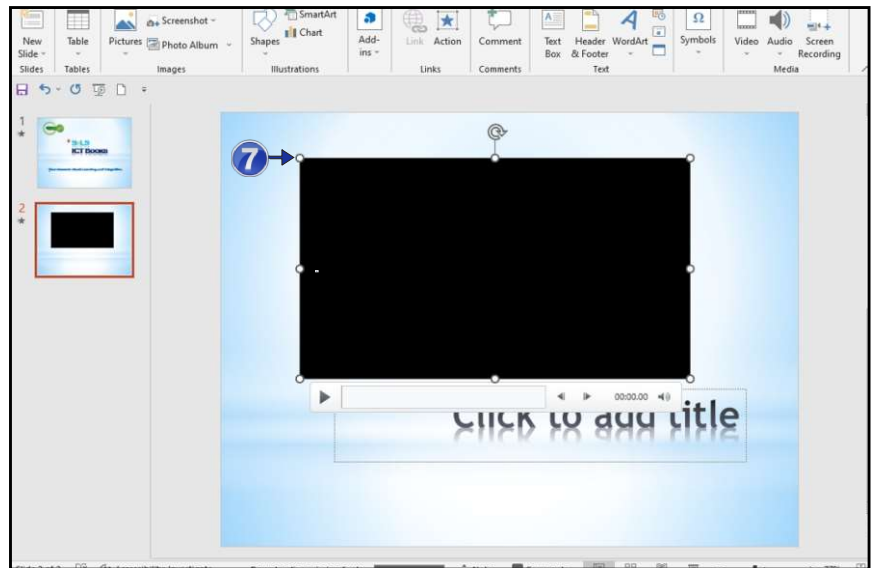 New
Slide
Table
Pictures
Screenshot
Photo Album
Shapes
SmartArt
Chart
Add-
ins
Link
Action
Comment
Text
Box
Header
& Footer
WordArt
Symbols
Video
Audio
Screen
Recording
Slides
Tables
Images
Illustrations
Links
Comments
Text
Media
1
ICT Books
2
7
00:00.00
Click to add title